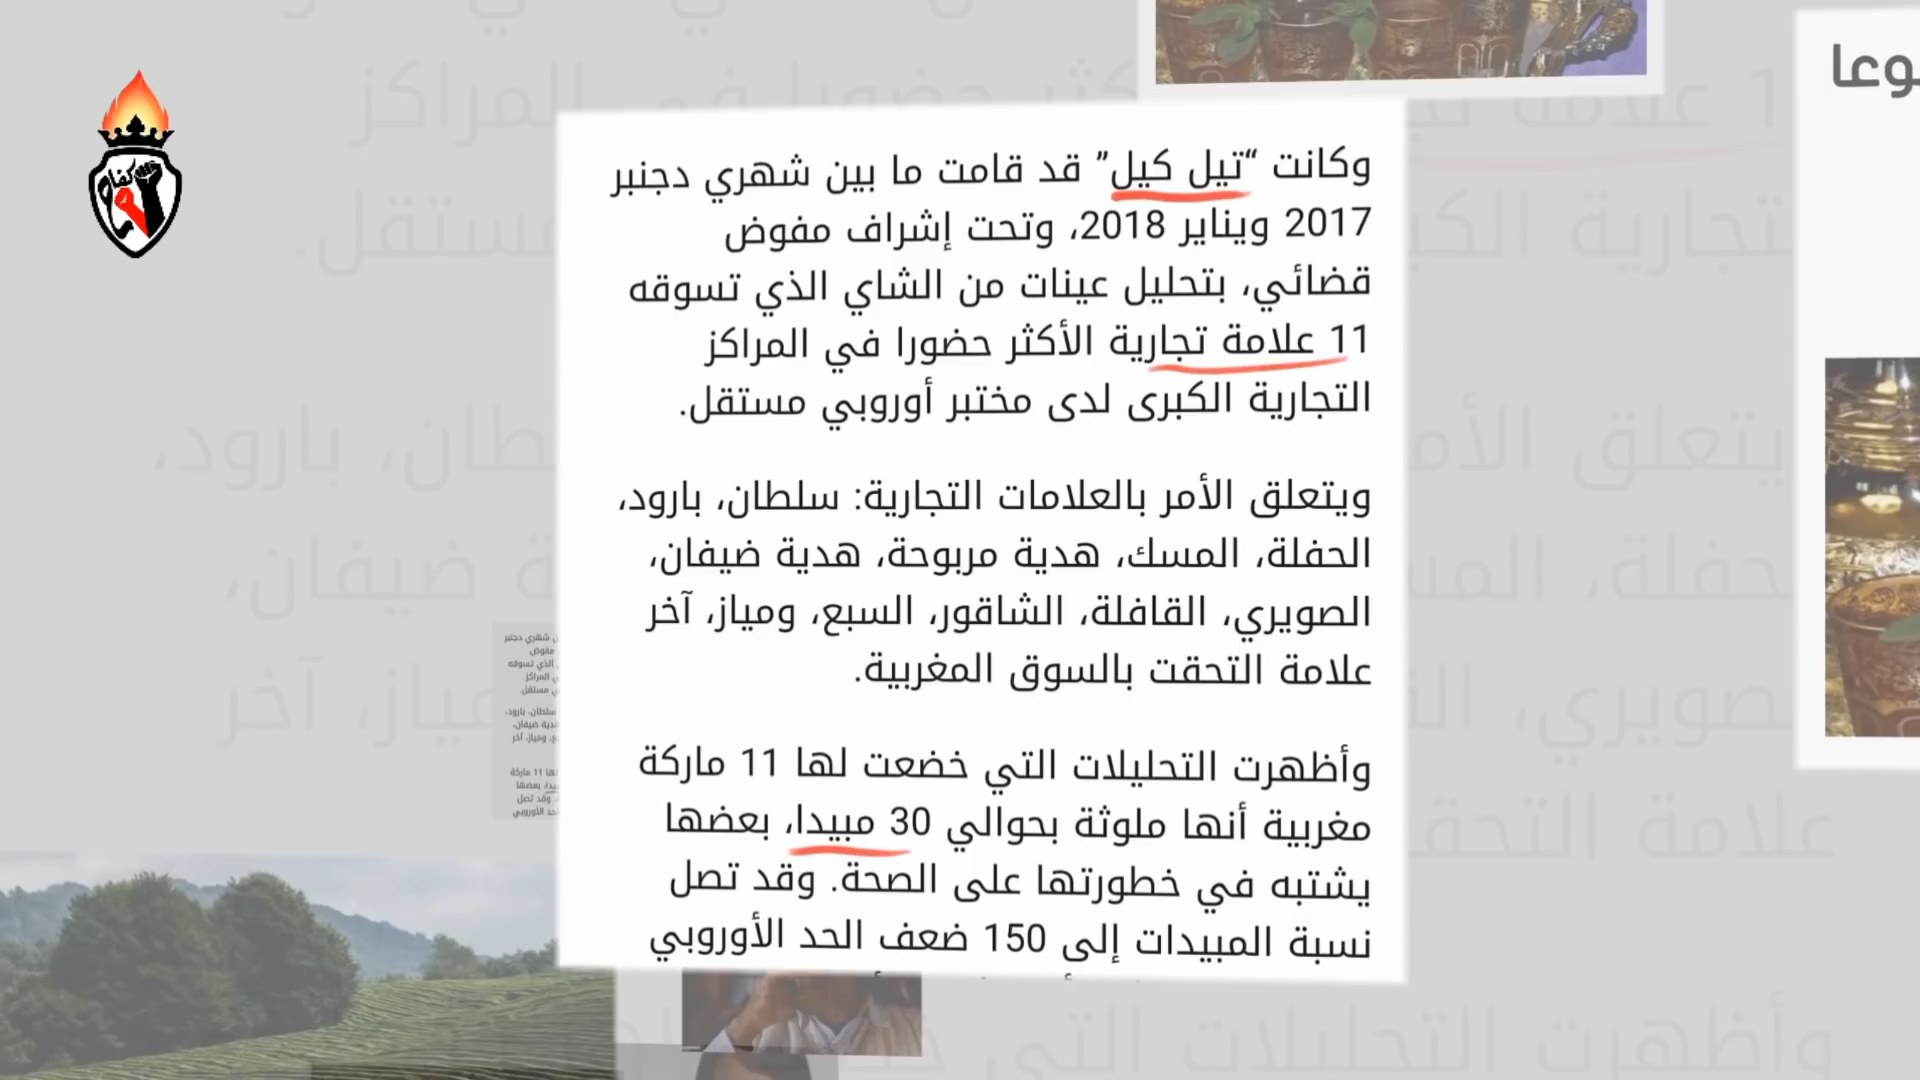 وكانت “تيل كيل” قد قامت ما بين شهري دجنبر
2017 ويناير 2018، وتحت إشراف مفوض
قضائي، بتحليل عينات من الشاي الذي تسوقه
11 علامة تجارية الأكثر حضورا في المراكز
التجارية الكبرى لدى مختبر أوروبي مستقل.
ويتعلق الأمر بالعلامات التجارية: سلطان، بارود،
الحفلة، المسك، هدية مربوحة، هدية ضيفان،
الصويري، القافلة، الشاقور، السبع، ومياز، آخر
علامة التحقت بالسوق المغربية.
وأظهرت التحليلات التي خضعت لها 11 ماركة
مغربية أنها ملوثة بحوالي 30 مبيدا، بعضها
يشتبه في خطورتها على الصحة. وقد تصل
نسبة المبيدات إلى 150 ضعف الحد الأوروبي